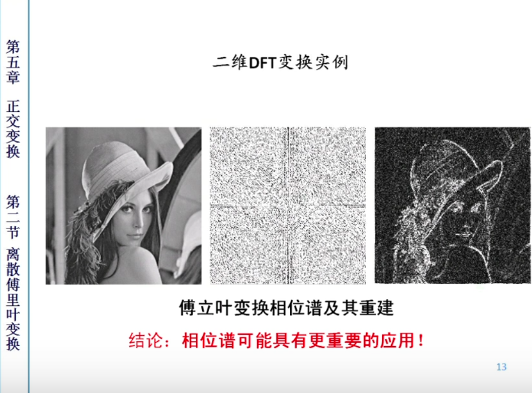 第五章 正交变换 第二节 离散傅里叶变换
二维DFT变换实例
傅立叶变换相位谱及其重建
结论：相位谱可能具有更重要的应用！
13